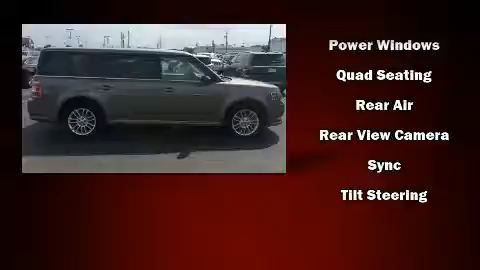 Power Windows
Quad Seating
Rear Air
Rear View Camera
Sync
Tilt Steering